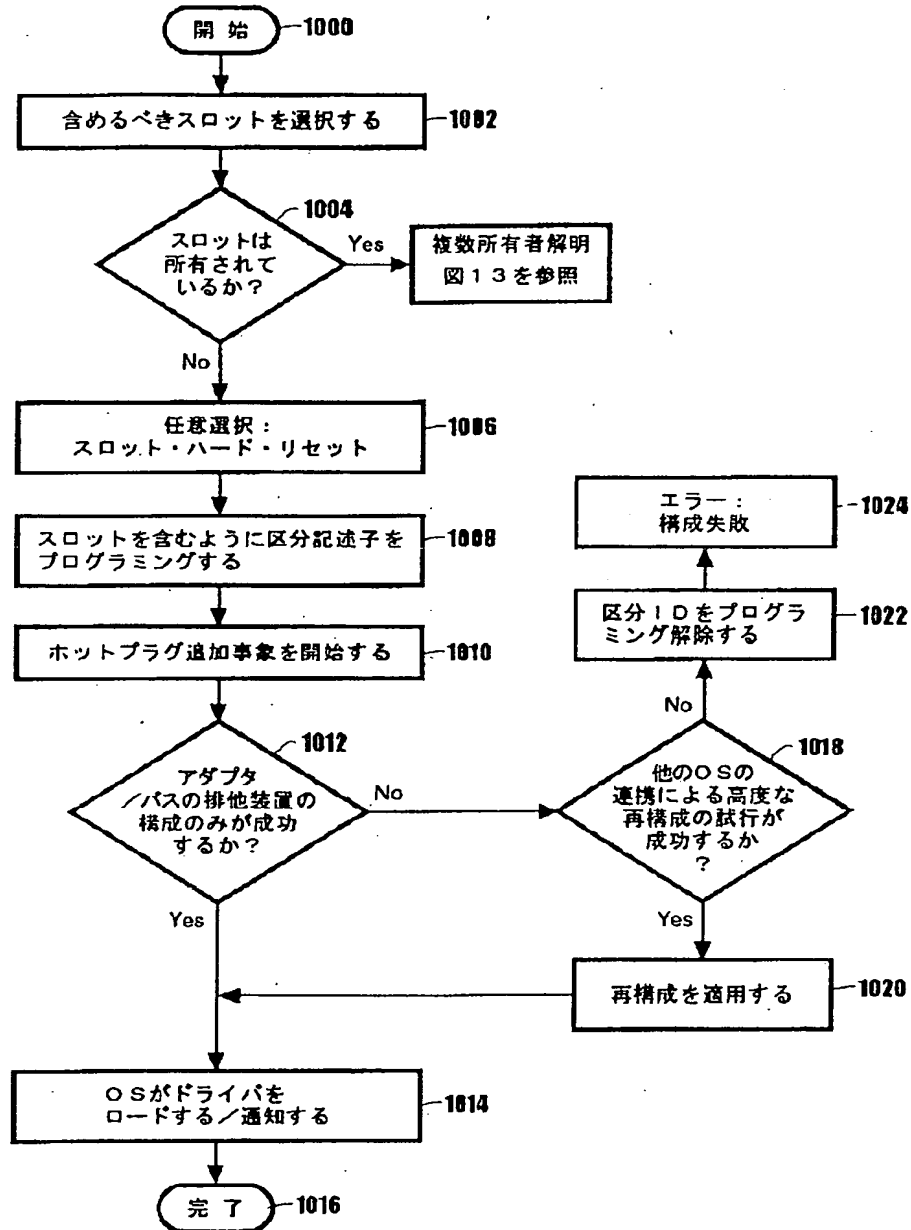 開始
1000
含めるべきスロットを選択する
1002
1004
スロットは
所有されて
いるか？
Yes
複数所有者解明
図13を参照
No
任意選択：
スロット・ハード・リセット
1006
スロットを含むように区分記述子を
プログラミングする
1008
ホットプラグ追加事象を開始する
1010
1012
アダプタ
／バスの排他装置の
構成のみが成功
するか？
No
Yes
エラー：
構成失敗
1024
区分IDをプログラ
ミング解除する
1022
No
1018
他のOSの
連携による高度な
再構成の試行が
成功するか
？
Yes
再構成を適用する
1020
OSがドライバを
ロードする／通知する
1014
完了
1016